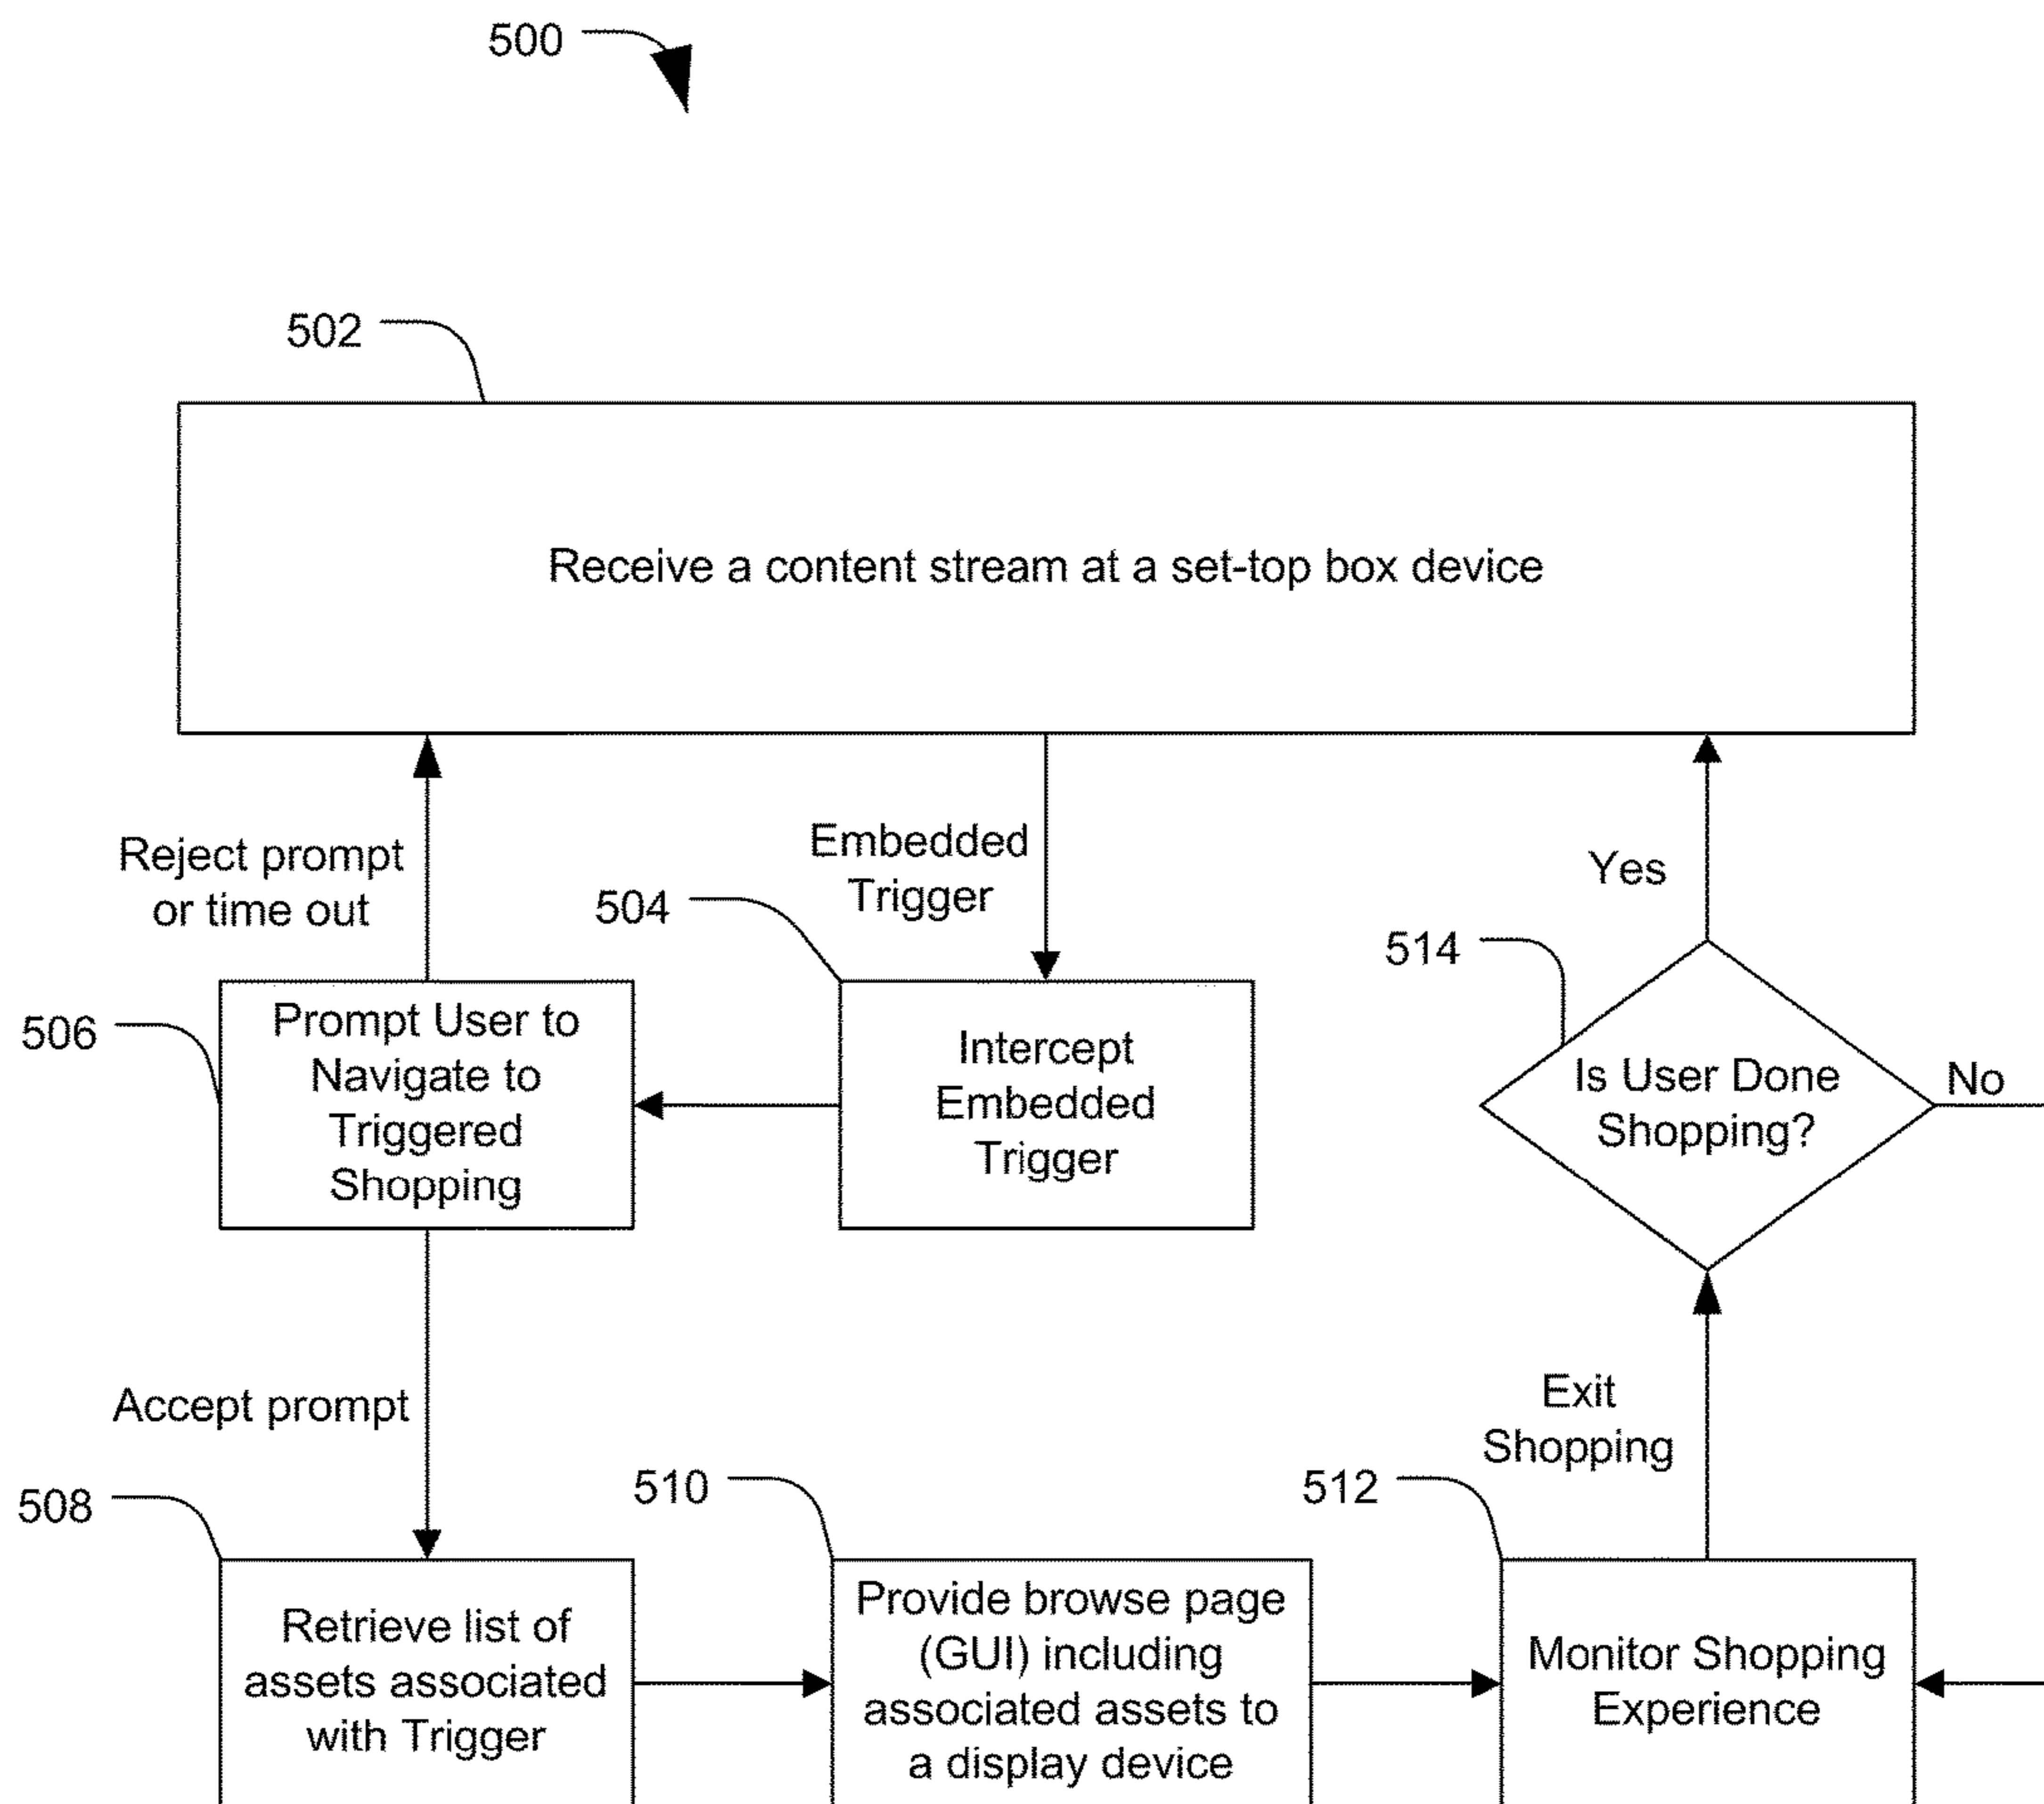 500
502
Receive a content stream at a set-top box device
Reject prompt
or time out
Embedded
Trigger
Yes
504
514
506
Prompt User to
Navigate to
Triggered
Shopping
Intercept
Embedded
Trigger
Is User Done
Shopping?
No
Accept prompt
Exit
Shopping
508
510
512
Retrieve list of
assets associated
with Trigger
Provide browse page
(GUI) including
associated assets to
a display device
Monitor Shopping
Experience